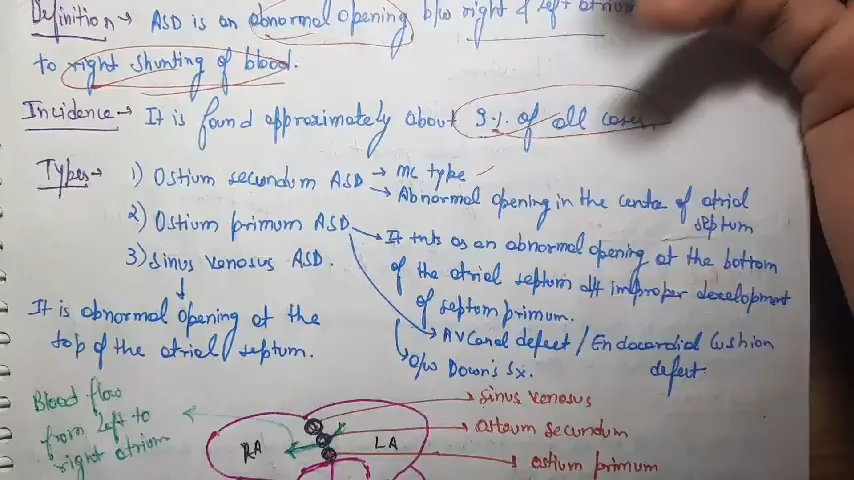 Definition → ASD is an abnormal opening b/w right & left atrium
to right shunting of blood.
Incidence → It is found approximately about 9% of all cases.
Types → 1) Ostium secundum ASD → MC type ✓
→ Abnormal opening in the center of atrial
septum
2) Ostium primum ASD
→ It is an abnormal opening at the bottom
of the atrial septum d/t improper development
of septum primum.
3) Sinus venosus ASD.
It is abnormal opening at the
top of the atrial septum.
→ AV Canal defect / Endocardial Cushion
defect
→ Down's Sx.
Blood flow
from left to
right atrium
RA
LA
sinus venosus
ostium secundum
ostium primum